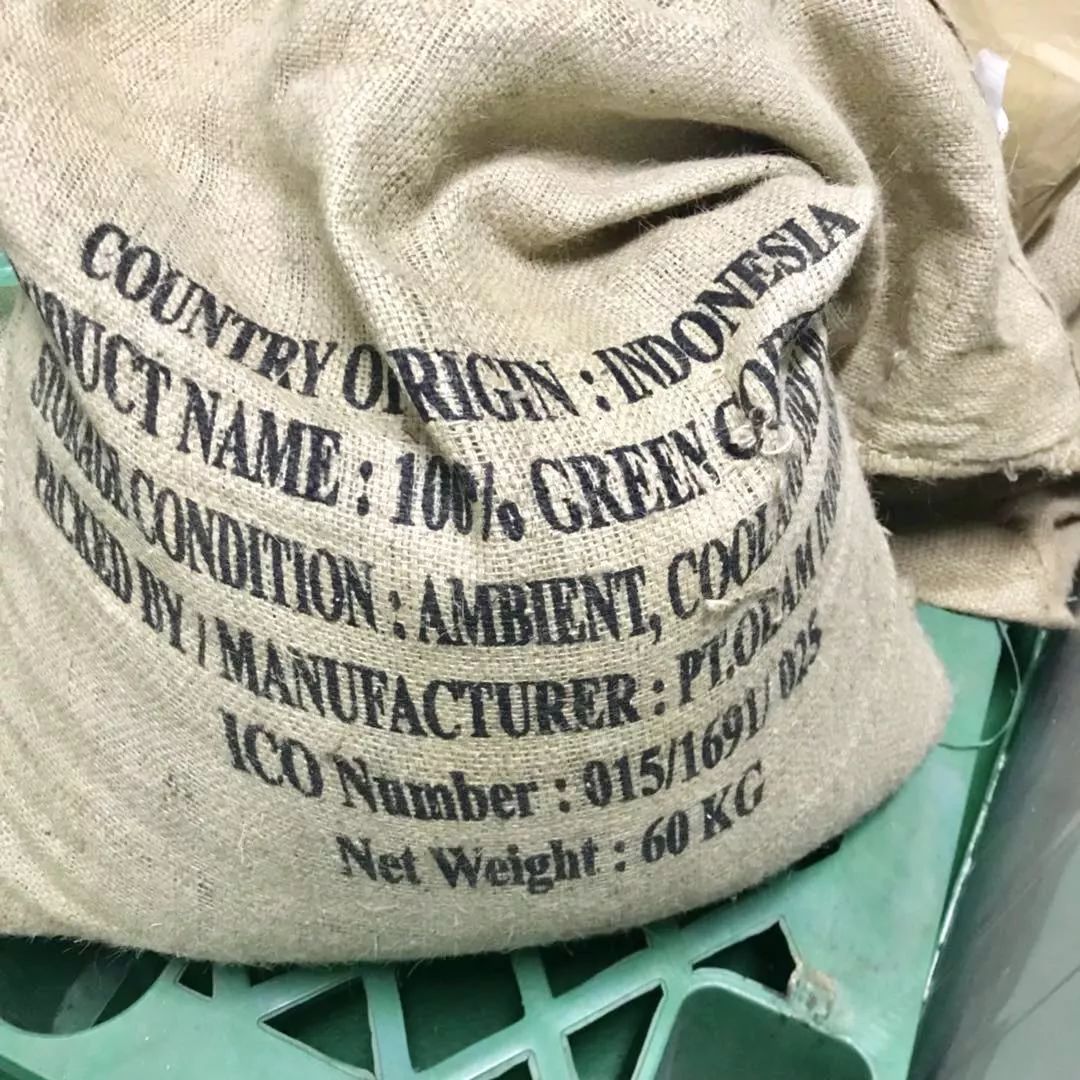 COUNTRY ORIGIN : INDONESIA
NAME : 100% GREEN
CONDITION : AMBIENT, COOL
PACKED BY / MANUFACTURER : PT.OLAM
ICO Number : 015/1691/ 025
Net Weight : 60 KG